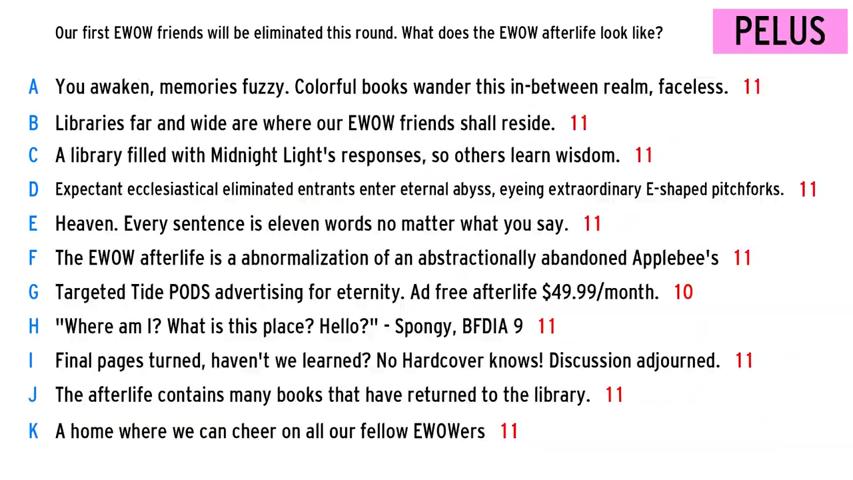 Our first EWOW friends will be eliminated this round. What does the EWOW afterlife look like?
PELUS
A You awaken, memories fuzzy. Colorful books wander this in-between realm, faceless. 11
B Libraries far and wide are where our EWOW friends shall reside. 11
C A library filled with Midnight Light's responses, so others learn wisdom. 11
D Expectant ecclesiastical eliminated entrants enter eternal abyss, eyeing extraordinary E-shaped pitchforks. 11
E Heaven. Every sentence is eleven words no matter what you say. 11
F The EWOW afterlife is a abnormalization of an abstractionally abandoned Applebee's 11
G Targeted Tide PODS advertising for eternity. Ad free afterlife $49.99/month. 10
H "Where am I? What is this place? Hello?" - Spongy, BFDIA 9 11
I Final pages turned, haven't we learned? No Hardcover knows! Discussion adjourned. 11
J The afterlife contains many books that have returned to the library. 11
K A home where we can cheer on all our fellow EWOWers 11